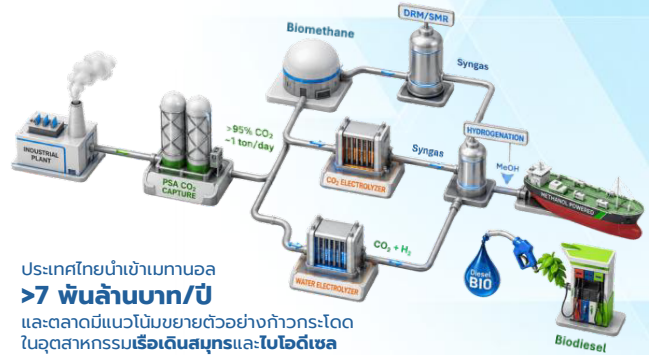 DRM/SMR
Biomethane
Syngas
INDUSTRIAL
PLANT
>95% CO₂
~1 ton/day
PSA CO₂
CAPTURE
Syngas
HYDROGENATION
CO₂ ELECTROLYZER
MeOH
METHANOL POWERED
CO₂ + H₂
WATER ELECTROLYZER
Diesel
BIO
Biodiesel
ประเทศไทยนำเข้าเมทานอล
>7 พันล้านบาท/ปี
และตลาดมีแนวโน้มขยายตัวอย่างก้าวกระโดด
ในอุตสาหกรรมเรือเดินสมุทรและไบโอดีเซล